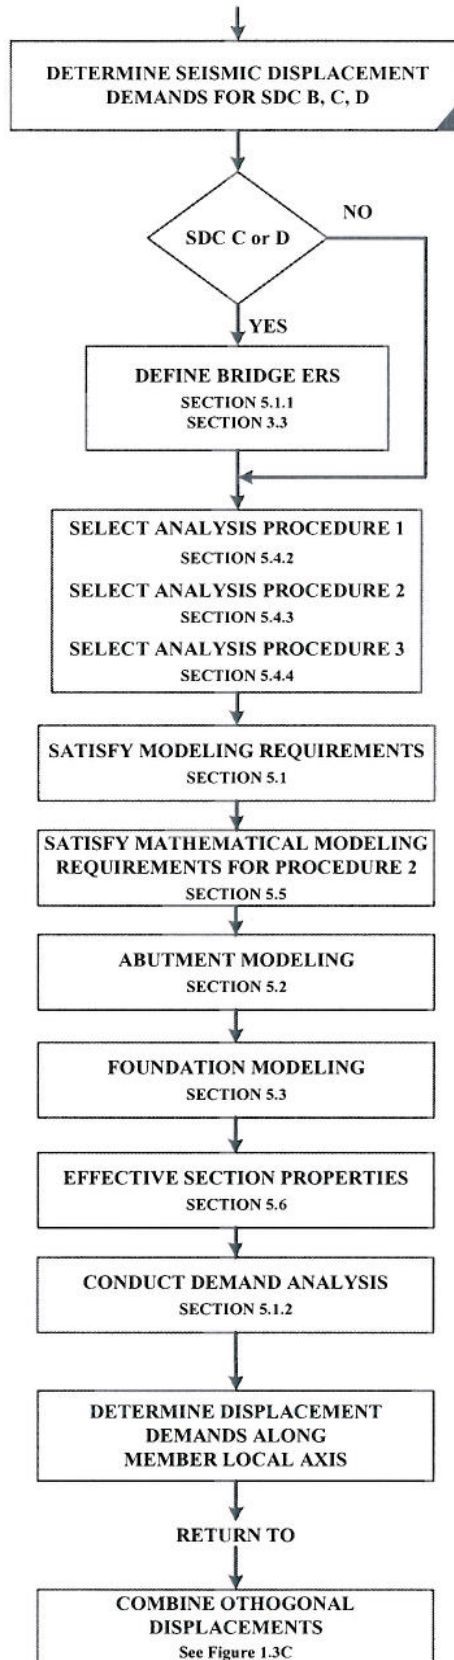 DETERMINE SEISMIC DISPLACEMENT
DEMANDS FOR SDC B, C, D
SDC C or D
NO
YES
DEFINE BRIDGE ERS
SECTION 5.1.1
SECTION 3.3
SELECT ANALYSIS PROCEDURE 1
SECTION 5.4.2
SELECT ANALYSIS PROCEDURE 2
SECTION 5.4.3
SELECT ANALYSIS PROCEDURE 3
SECTION 5.4.4
SATISFY MODELING REQUIREMENTS
SECTION 5.1
SATISFY MATHEMATICAL MODELING
REQUIREMENTS FOR PROCEDURE 2
SECTION 5.5
ABUTMENT MODELING
SECTION 5.2
FOUNDATION MODELING
SECTION 5.3
EFFECTIVE SECTION PROPERTIES
SECTION 5.6
CONDUCT DEMAND ANALYSIS
SECTION 5.1.2
DETERMINE DISPLACEMENT
DEMANDS ALONG
MEMBER LOCAL AXIS
RETURN TO
COMBINE OTHOGONAL
DISPLACEMENTS
See Figure 1.3C